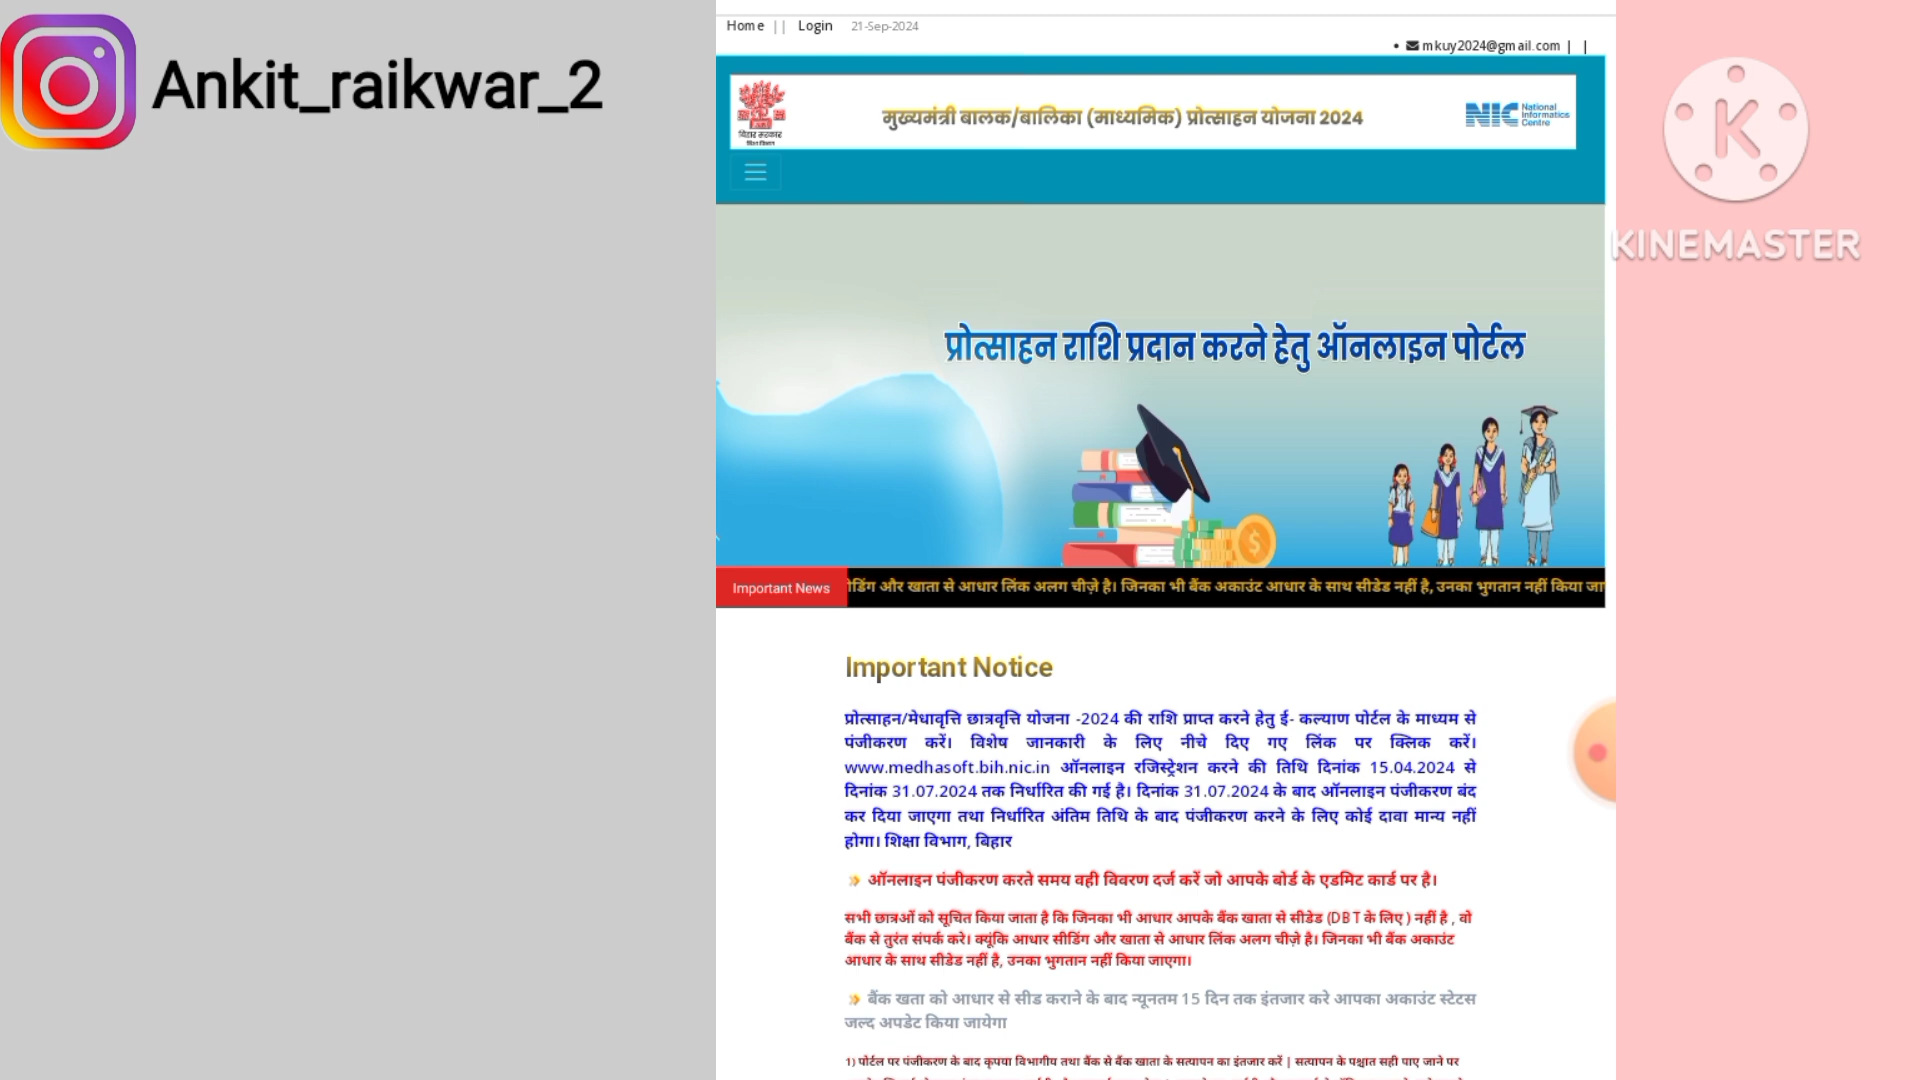 Ankit_raikwar_2
Home || Login 21-Sep-2024
mkuy2024@gmail.com | |
बिहार सरकार
मुख्यमंत्री बालक/बालिका (माध्यमिक) प्रोत्साहन योजना 2024
NIC National
Informatics
Centre
K
KINEMASTER
प्रोत्साहन राशि प्रदान करने हेतु ऑनलाइन पोर्टल
Important News
और खाता से आधार लिंक अलग चीज़े है। जिनका भी बैंक अकाउंट आधार के साथ सीडेड नहीं है, उनका भुगतान नहीं किया
Important Notice
प्रोत्साहन/मेधावृत्ति छात्रवृत्ति योजना -2024 की राशि प्राप्त करने हेतु ई- कल्याण पोर्टल के माध्यम से
पंजीकरण करें। विशेष जानकारी के लिए नीचे दिए गए लिंक पर क्लिक करें।
www.medhasoft.bih.nic.in ऑनलाइन रजिस्ट्रेशन करने की तिथि दिनांक 15.04.2024 से
दिनांक 31.07.2024 तक निर्धारित की गई है। दिनांक 31.07.2024 के बाद ऑनलाइन पंजीकरण बंद
कर दिया जाएगा तथा निर्धारित अंतिम तिथि के बाद पंजीकरण करने के लिए कोई दावा मान्य नहीं
होगा। शिक्षा विभाग, बिहार
ऑनलाइन पंजीकरण करते समय वही विवरण दर्ज करें जो आपके बोर्ड के एडमिट कार्ड पर है।
सभी छात्रओं को सूचित किया जाता है कि जिनका भी आधार आपके बैंक खाता से सीडेड (DBT के लिए ) नहीं है , वो
बैंक से तुरंत संपर्क करे। क्यूंकि आधार सीडिंग और खाता से आधार लिंक अलग चीज़े है। जिनका भी बैंक अकाउंट
आधार के साथ सीडेड नहीं है, उनका भुगतान नहीं किया जाएगा।
बैंक खता को आधार से सीड कराने के बाद न्यूनतम 15 दिन तक इंतजार करे आपका अकाउंट स्टेटस
जल्द अपडेट किया जायेगा
1) पोर्टल पर पंजीकरण के बाद कृपया विभागीय तथा बैंक से बैंक खाता के सत्यापन का इंतजार करें | सत्यापन के पश्चात सही पाए जाने पर